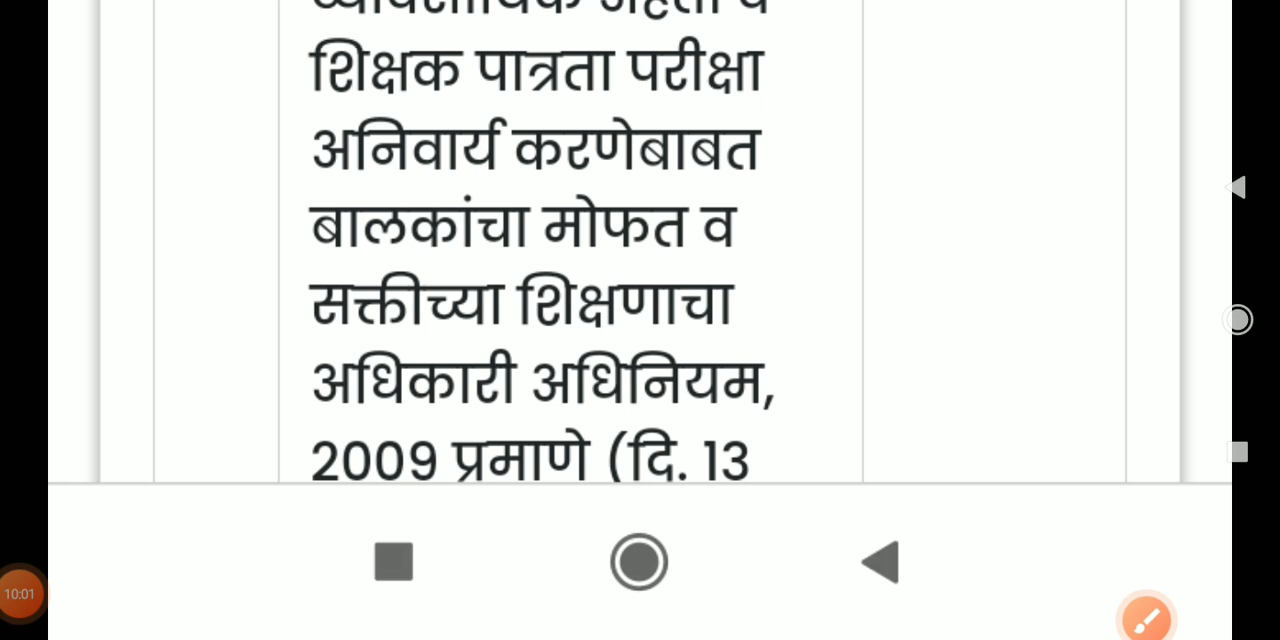 शिक्षक पात्रता परीक्षा
अनिवार्य करणेबाबत
बालकांचा मोफत व
सक्तीच्या शिक्षणाचा
अधिकारी अधिनियम,
2009 प्रमाणे (दि. 13
10:01